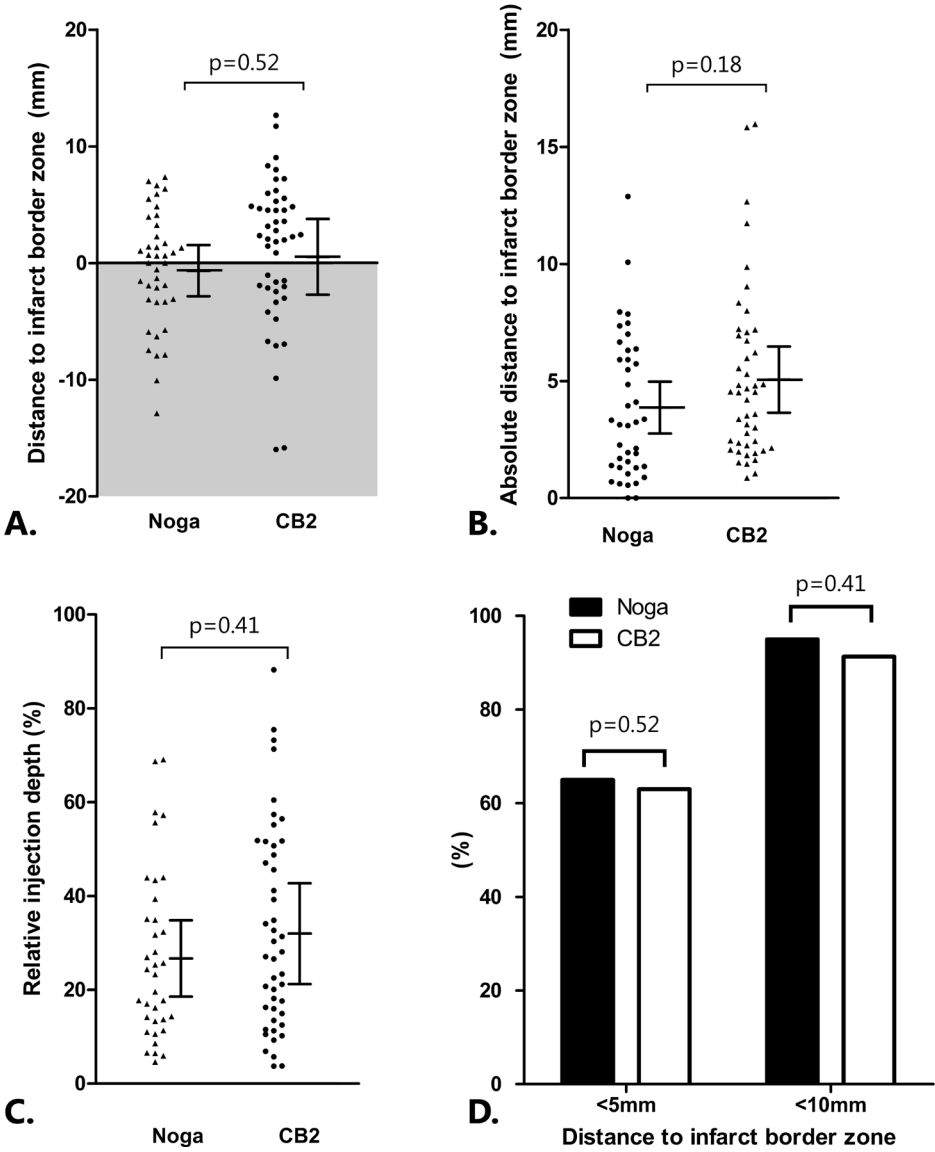 Distance to infarct border zone (mm)
20
10
0
-10
-20
p=0.52
Noga
CB2
A.
Absolute distance to infarct border zone (mm)
20
15
10
5
0
p=0.18
Noga
CB2
B.
Relative injection depth (%)
100
80
60
40
20
0
p=0.41
Noga
CB2
C.
(%)
100
80
60
40
20
0
Noga
CB2
p=0.52
p=0.41
<5mm
<10mm
Distance to infarct border zone
D.